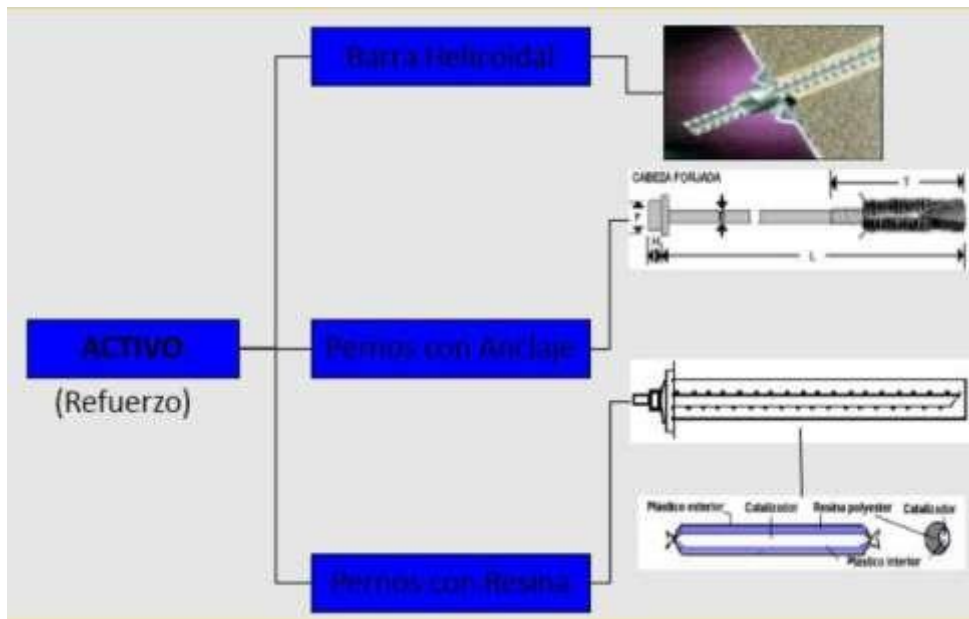 Barra Helicoidal
CABEZA FORJADA
T
L
ACTIVO
(Refuerzo)
Pernos con Anclaje
Plástico exterior
Catalizador
Resina polyester
Catalizador
Plástico interior
Pernos con Resina